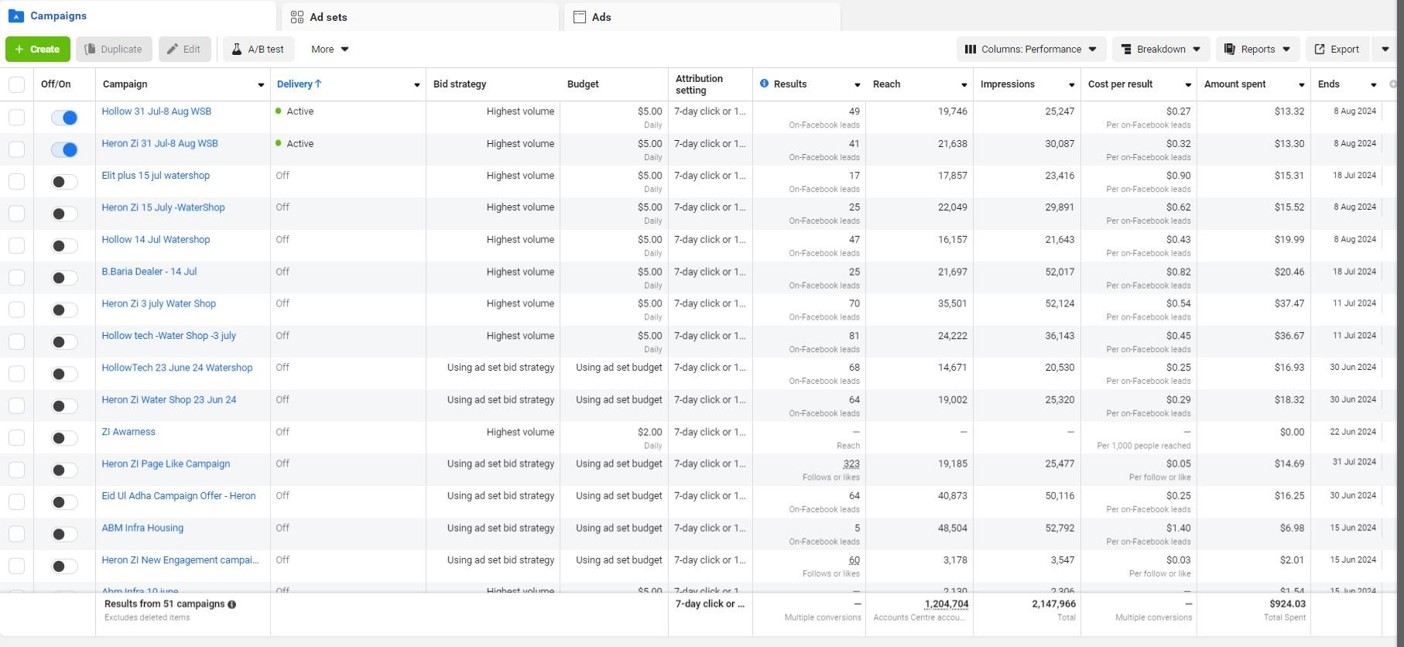 Campaigns
Ad sets
Ads
+ Create
Duplicate
Edit
A/B test
More
Columns: Performance
Breakdown
Reports
Export
Off/On
Campaign
Delivery ↑
Bid strategy
Budget
Attribution
setting
Results
Reach
Impressions
Cost per result
Amount spent
Ends
Hollow 31 Jul-8 Aug WSB Active Highest volume $5.00 7-day click or 1... 49 19,746 25,247 $0.27 $13.32 8 Aug 2024
Daily On-Facebook leads Per on-Facebook leads
Heron Zi 31 Jul-8 Aug WSB Active Highest volume $5.00 7-day click or 1... 41 21,638 30,087 $0.32 $13.30 8 Aug 2024
Daily On-Facebook leads Per on-Facebook leads
Elit plus 15 jul watershop Off Highest volume $5.00 7-day click or 1... 17 17,857 23,416 $0.90 $15.31 18 Jul 2024
Daily On-Facebook leads Per on-Facebook leads
Heron Zi 15 July -WaterShop Off Highest volume $5.00 7-day click or 1... 25 22,049 29,891 $0.62 $15.52 8 Aug 2024
Daily On-Facebook leads Per on-Facebook leads
Hollow 14 Jul Watershop Off Highest volume $5.00 7-day click or 1... 47 16,157 21,643 $0.43 $19.99 8 Aug 2024
Daily On-Facebook leads Per on-Facebook leads
B.Baria Dealer - 14 Jul Off Highest volume $5.00 7-day click or 1... 25 21,697 52,017 $0.82 $20.46 18 Jul 2024
Daily On-Facebook leads Per on-Facebook leads
Heron Zi 3 july Water Shop Off Highest volume $5.00 7-day click or 1... 70 35,501 52,124 $0.54 $37.47 11 Jul 2024
Daily On-Facebook leads Per on-Facebook leads
Hollow tech -Water Shop -3 july Off Highest volume $5.00 7-day click or 1... 81 24,222 36,143 $0.45 $36.67 11 Jul 2024
Daily On-Facebook leads Per on-Facebook leads
HollowTech 23 June 24 Watershop Off Using ad set bid strategy Using ad set budget 7-day click or 1... 68 14,671 20,530 $0.25 $16.93 30 Jun 2024
On-Facebook leads Per on-Facebook leads
Heron Zi Water Shop 23 Jun 24 Off Using ad set bid strategy Using ad set budget 7-day click or 1... 64 19,002 25,320 $0.29 $18.32 30 Jun 2024
On-Facebook leads Per on-Facebook leads
ZI Awarness Off Highest volume $2.00 7-day click or 1... — — — — $0.00 22 Jun 2024
Daily Reach Per 1,000 people reached
Heron ZI Page Like Campaign Off Using ad set bid strategy Using ad set budget 7-day click or 1... 323 19,185 25,477 $0.05 $14.69 31 Jul 2024
Follows or likes Per follow or like
Eid Ul Adha Campaign Offer - Heron Off Using ad set bid strategy Using ad set budget 7-day click or 1... 64 40,873 50,116 $0.25 $16.25 30 Jun 2024
On-Facebook leads Per on-Facebook leads
ABM Infra Housing Off Using ad set bid strategy Using ad set budget 7-day click or 1... 5 48,504 52,792 $1.40 $6.98 15 Jun 2024
On-Facebook leads Per on-Facebook leads
Heron ZI New Engagement campai... Off Using ad set bid strategy Using ad set budget 7-day click or 1... 60 3,178 3,547 $0.03 $2.01 15 Jun 2024
Follows or likes Per follow or like
Abm Infra 10 june Highest volume $5.00 7-day click or 1... 2,130 2,306 $1.54 15 Jun 2024
Results from 51 campaigns 7-day click or ... — 1,204,704 2,147,966 — $924.03
Excludes deleted items Multiple conversions Accounts Centre accou... Total Multiple conversions Total Spent